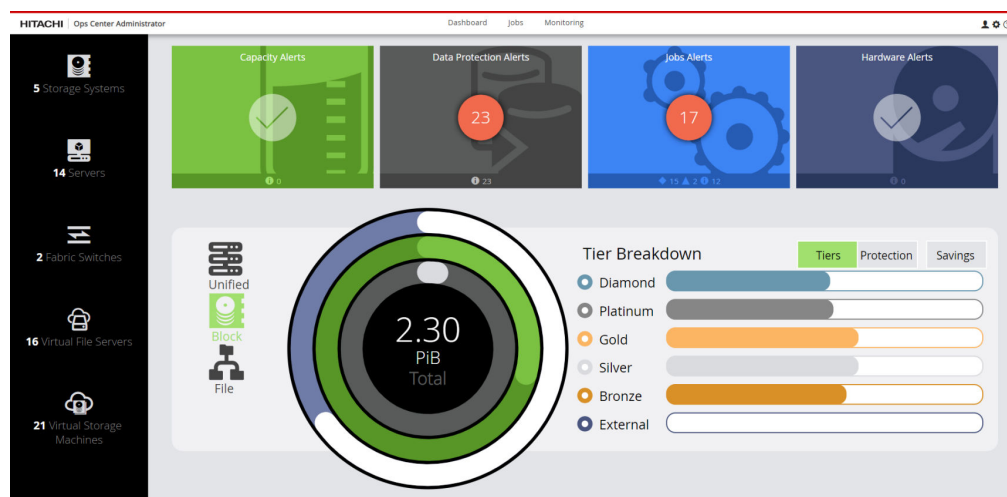 HITACHI Ops Center Administrator
Dashboard Jobs Monitoring
5 Storage Systems
14 Servers
2 Fabric Switches
16 Virtual File Servers
21 Virtual Storage
Machines
Capacity Alerts
0
Data Protection Alerts
23
23
Jobs Alerts
17
15 2 12
Hardware Alerts
0
Unified
Block
File
2.30
PiB
Total
Tier Breakdown
Tiers Protection Savings
Diamond
Platinum
Gold
Silver
Bronze
External